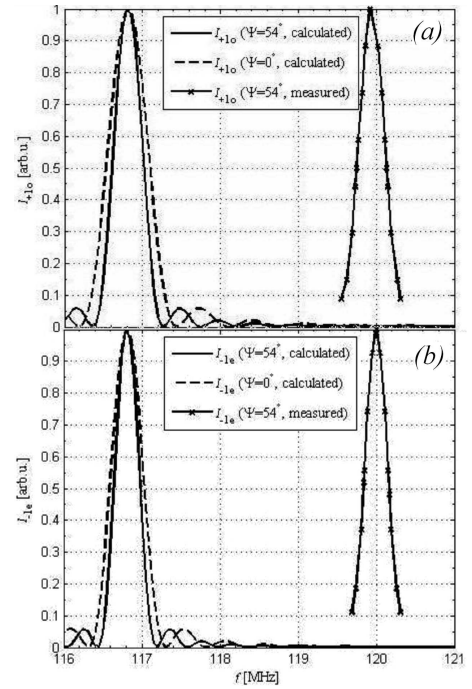 (a)
I+1o (Ψ=54°, calculated)
I+1o (Ψ=0°, calculated)
I+1o (Ψ=54°, measured)
1
0.9
0.8
0.7
0.6
0.5
0.4
0.3
0.2
0.1
0
I+1o [arb.u.]
(b)
I-1e (Ψ=54°, calculated)
I-1e (Ψ=0°, calculated)
I-1e (Ψ=54°, measured)
0.9
0.8
0.7
0.6
0.5
0.4
0.3
0.2
0.1
0
I-1e [arb.u.]
116 117 118 119 120 121
f [MHz]